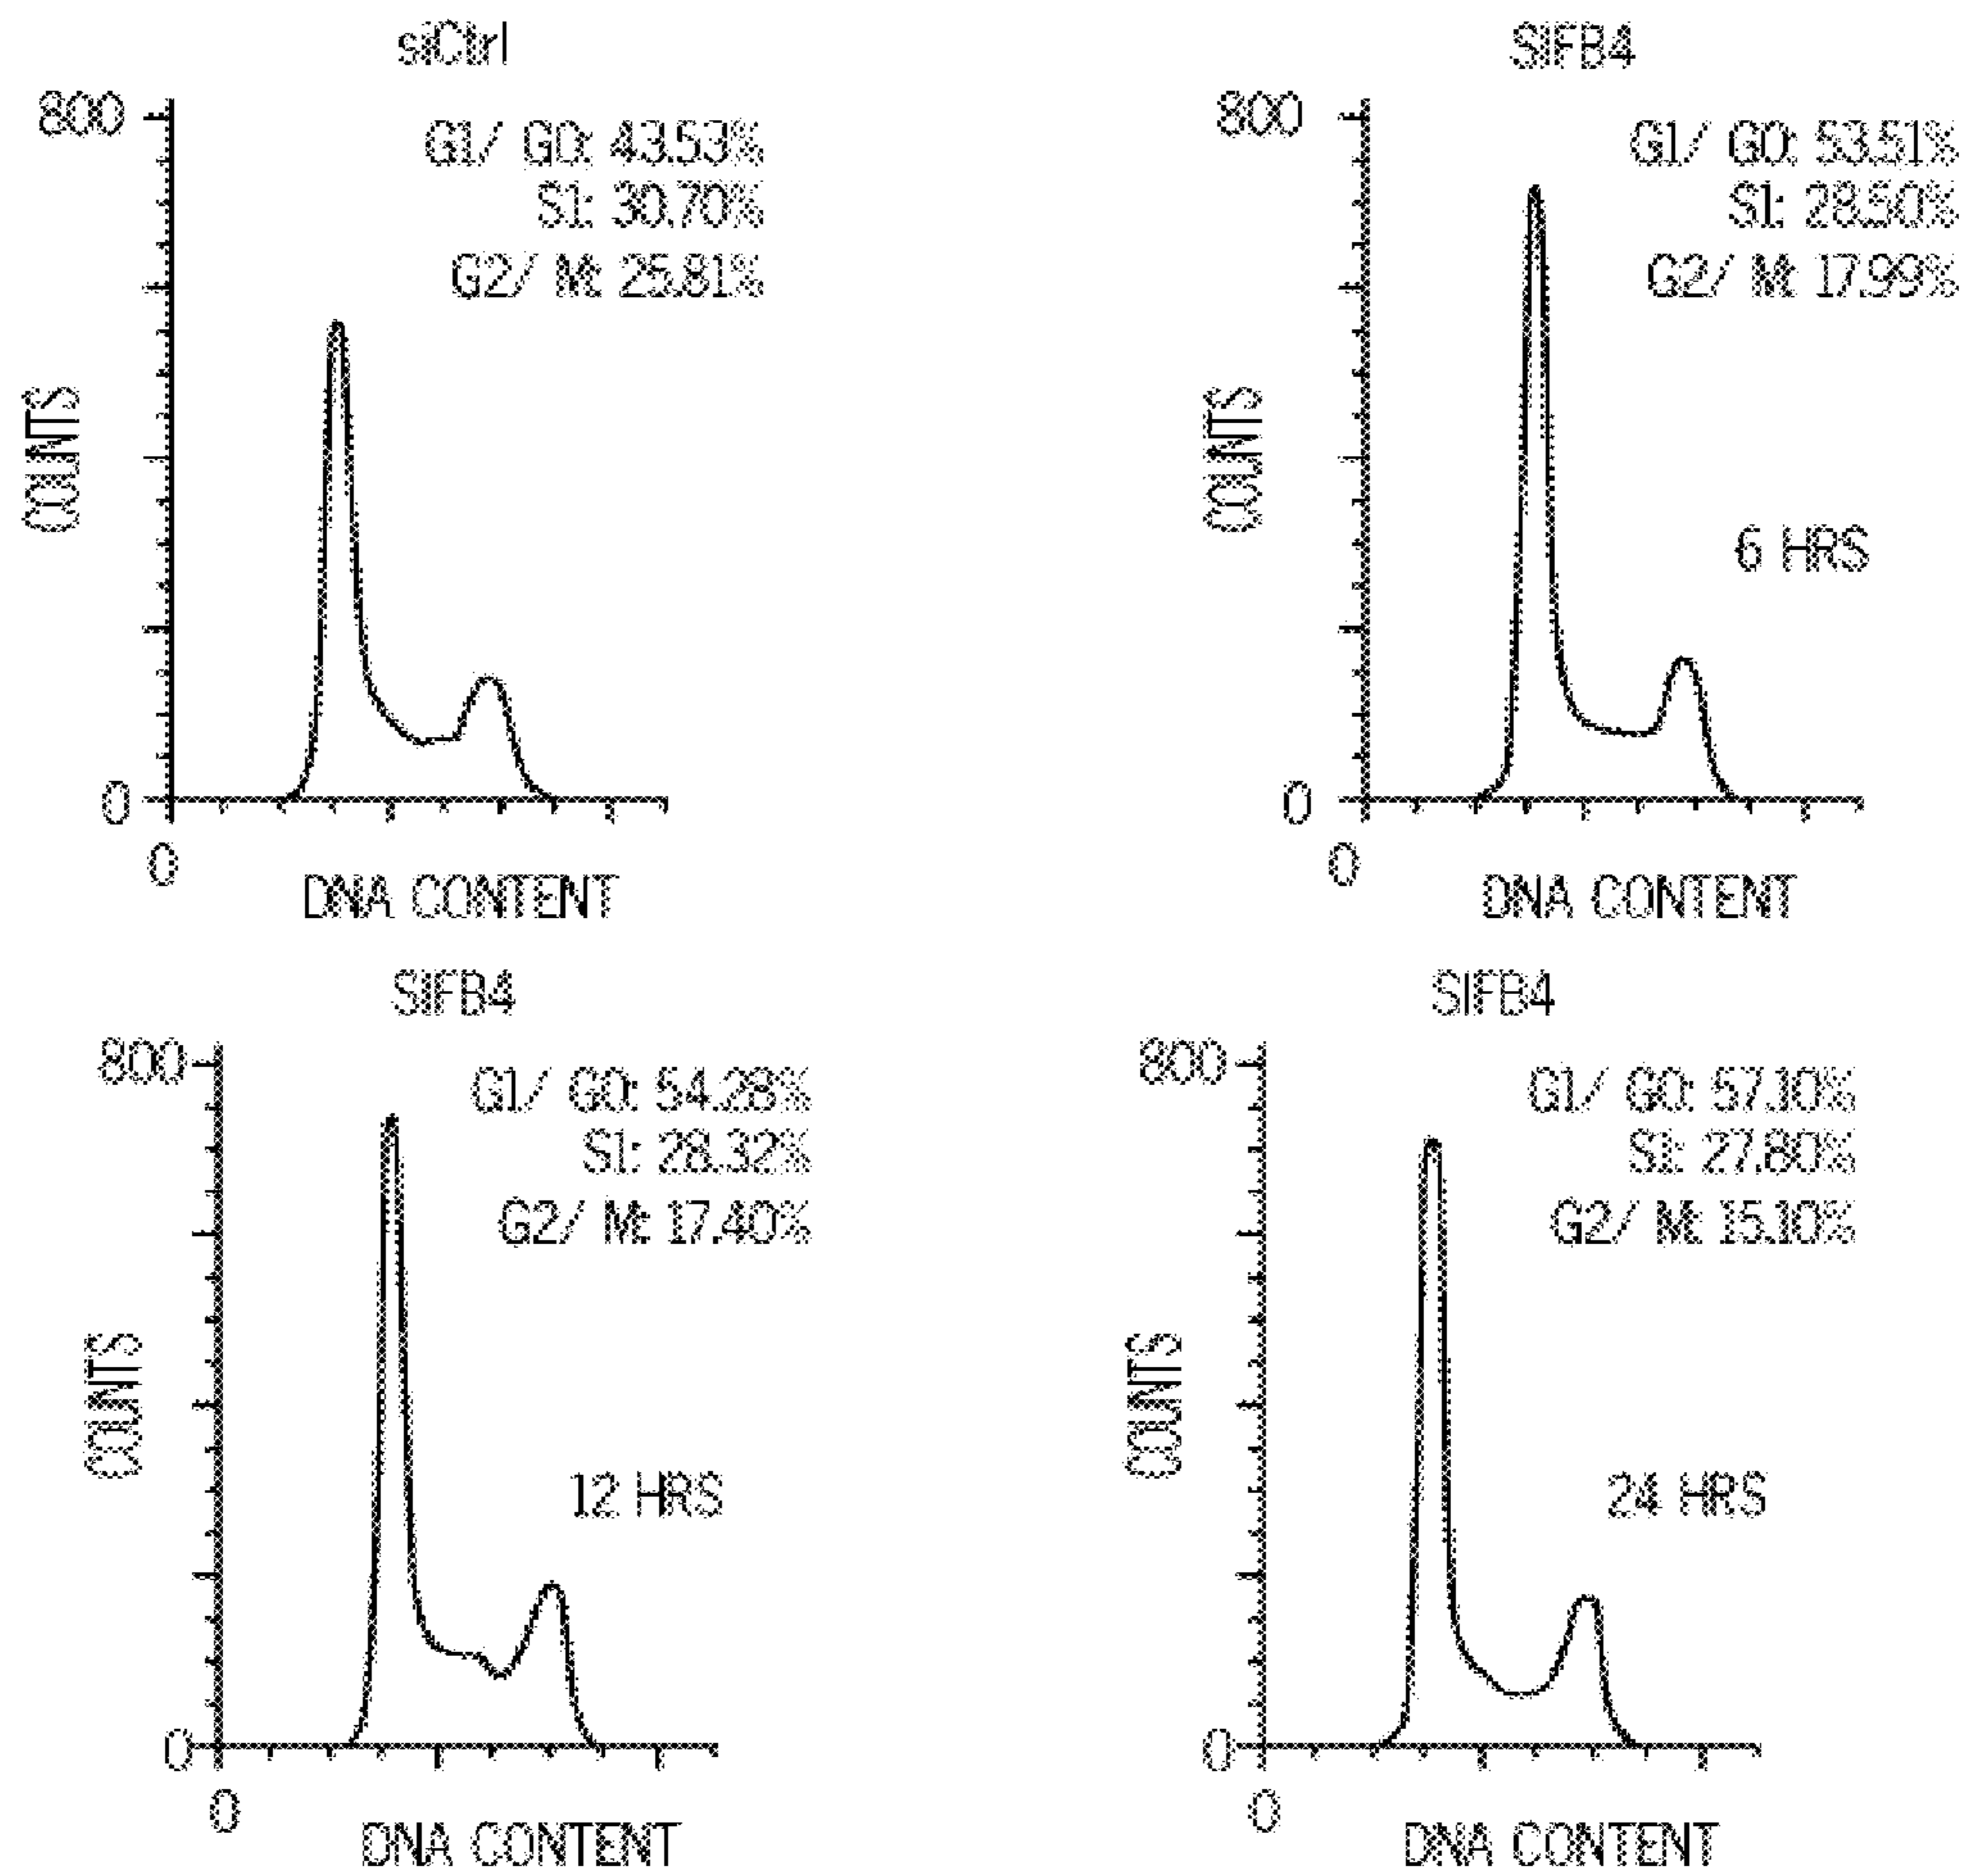 siCtrl
800
G1/ G0: 43.53%
S1: 30.70%
G2/ M: 25.81%
COUNTS
0
0
DNA CONTENT
SIFB4
800
G1/ G0: 53.51%
S1: 28.50%
G2/ M: 17.99%
COUNTS
6 HRS
0
0
DNA CONTENT
SIFB4
800
G1/ G0: 54.28%
S1: 28.32%
G2/ M: 17.40%
COUNTS
12 HRS
0
0
DNA CONTENT
SIFB4
800
G1/ G0: 57.10%
S1: 27.80%
G2/ M: 15.10%
COUNTS
24 HRS
0
0
DNA CONTENT